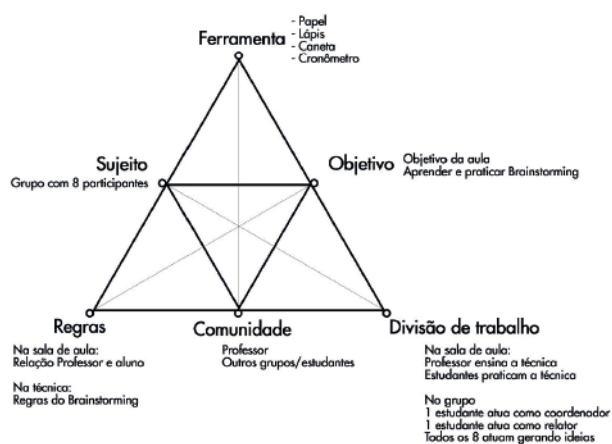 Ferramenta
- Papel
- Lápis
- Caneta
- Cronômetro
Sujeito
Grupo com 8 participantes
Objetivo
Objetivo da aula
Aprender e praticar Brainstorming
Regras
Na sala de aula:
Relação Professor e aluno
Na técnica:
Regras do Brainstorming
Comunidade
Professor
Outros grupos/estudantes
Divisão de trabalho
Na sala de aula:
Professor ensina a técnica
Estudantes praticam a técnica
No grupo
1 estudante atua como coordenador
1 estudante atua como relator
Todos os 8 atuam gerando ideias